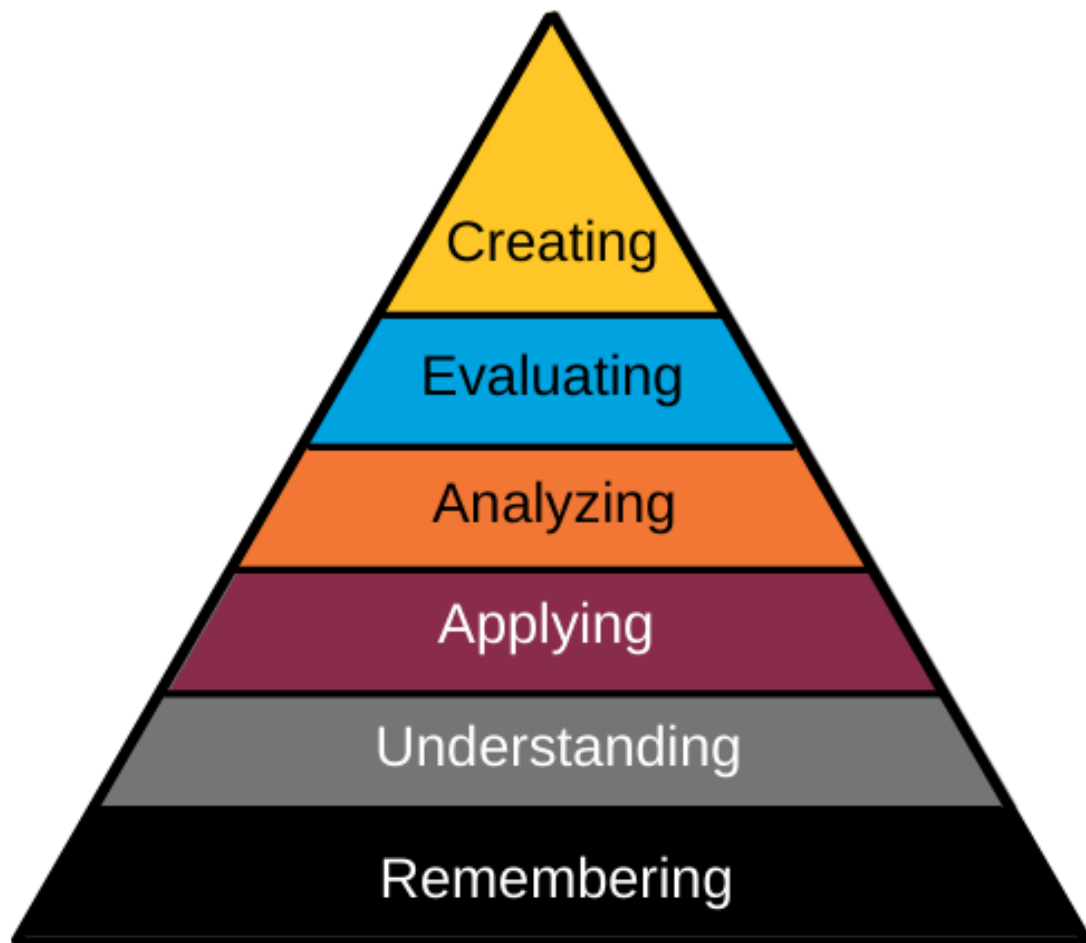 Creating
Evaluating
Analyzing
Applying
Understanding
Remembering